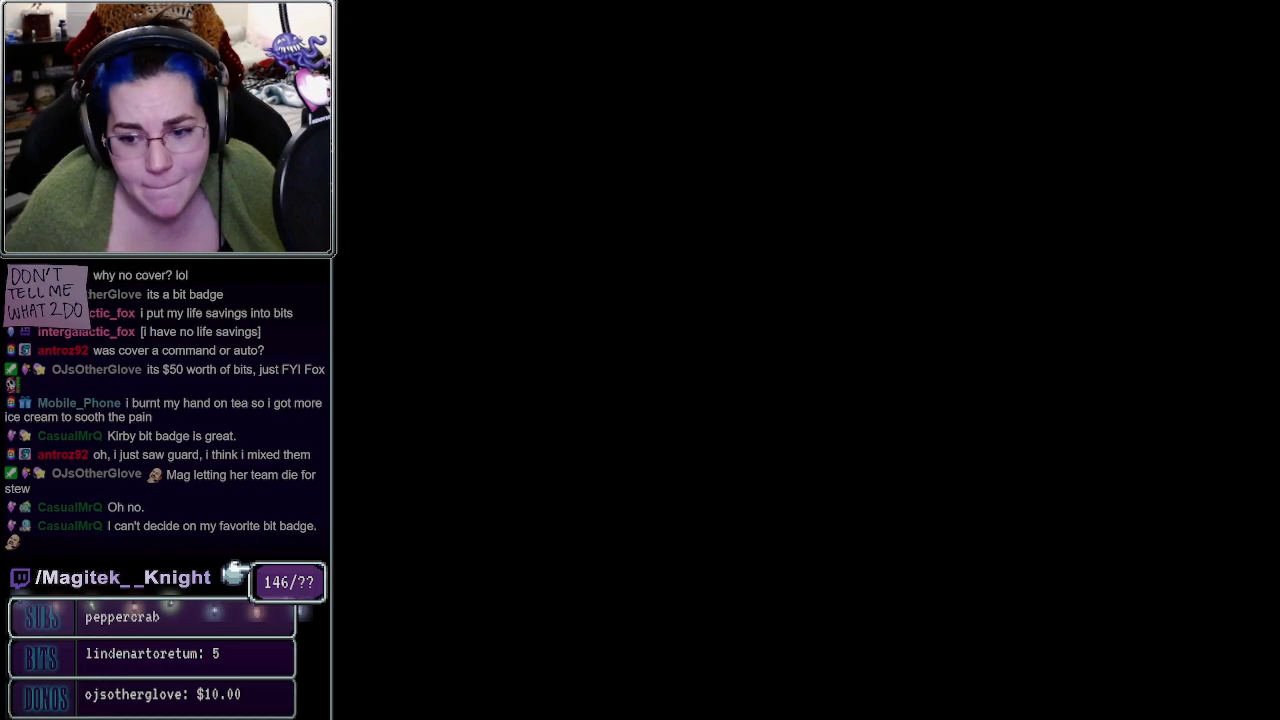 why no cover? lol
DON'T
TELL ME
WHAT 2 DO
herGlove its a bit badge
ctic_fox i put my life savings into bits
intergalactic_fox [i have no life savings]
antroz92 was cover a command or auto?
OJsOtherGlove its $50 worth of bits, just FYI Fox
Mobile_Phone i burnt my hand on tea so i got more
ice cream to sooth the pain
CasualMrQ Kirby bit badge is great.
antroz92 oh, i just saw guard, i think i mixed them
OJsOtherGlove Mag letting her team die for
stew
CasualMrQ Oh no.
CasualMrQ I can't decide on my favorite bit badge.
/Magitek__Knight
146/??
SUBS peppercrab
BITS lindenartoretum: 5
DONOS ojsotherglove: $10.00